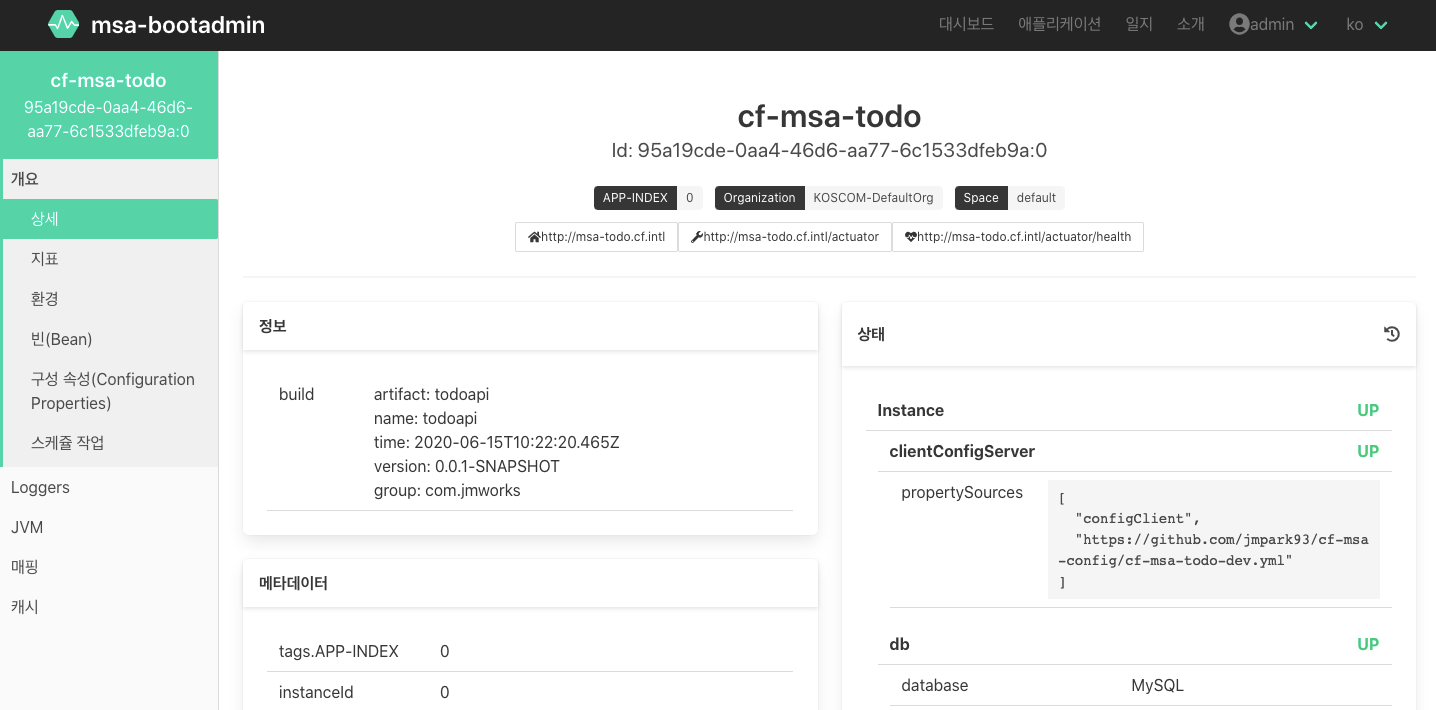 msa-bootadmin
대시보드 애플리케이션 일지 소개 admin ko
cf-msa-todo
95a19cde-0aa4-46d6-
aa77-6c1533dfeb9a:0
개요
상세
지표
환경
빈(Bean)
구성 속성(Configuration
Properties)
스케쥴 작업
Loggers
JVM
매핑
캐시
cf-msa-todo
Id: 95a19cde-0aa4-46d6-aa77-6c1533dfeb9a:0
APP-INDEX 0 Organization KOSCOM-DefaultOrg Space default
http://msa-todo.cf.intl http://msa-todo.cf.intl/actuator http://msa-todo.cf.intl/actuator/health
정보
build artifact: todoapi
name: todoapi
time: 2020-06-15T10:22:20.465Z
version: 0.0.1-SNAPSHOT
group: com.jmworks
메타데이터
tags.APP-INDEX 0
instanceId 0
상태
Instance UP
clientConfigServer UP
propertySources [
"configClient",
"https://github.com/jmpark93/cf-msa
-config/cf-msa-todo-dev.yml"
]
db UP
database MySQL